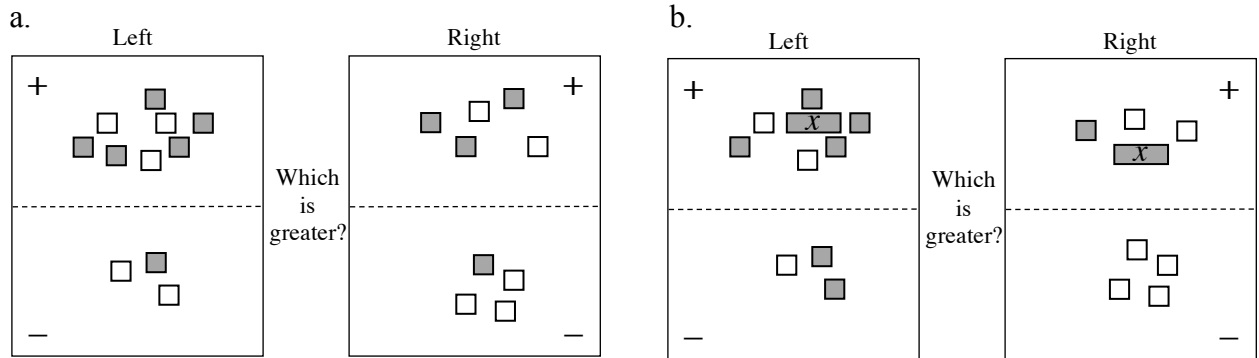 a.
Left
Right
+
+
Which
is
greater?
−
−
b.
Left
Right
+
+
x
x
Which
is
greater?
−
−